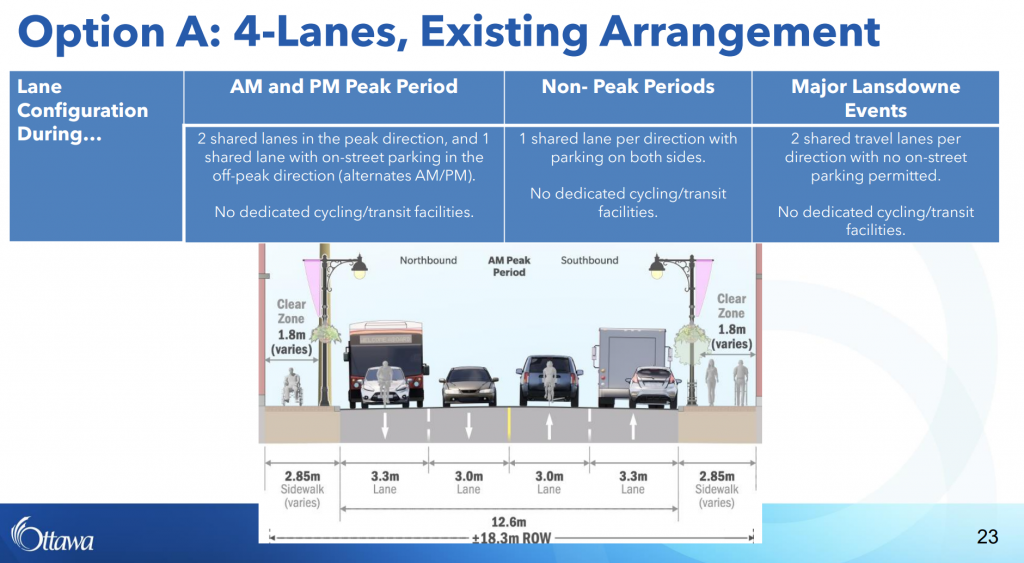 Option A: 4-Lanes, Existing Arrangement
Lane
Configuration
During...
AM and PM Peak Period
2 shared lanes in the peak direction, and 1
shared lane with on-street parking in the
off-peak direction (alternates AM/PM).
No dedicated cycling/transit facilities.
Non- Peak Periods
1 shared lane per direction with
parking on both sides.
No dedicated cycling/transit
facilities.
Major Lansdowne
Events
2 shared travel lanes per
direction with no on-street
parking permitted.
No dedicated cycling/transit
facilities.
Northbound
AM Peak
Period
Southbound
Clear
Zone
1.8m
(varies)
Clear
Zone
1.8m
(varies)
2.85m
Sidewalk
(varies)
3.3m
Lane
3.0m
Lane
3.0m
Lane
3.3m
Lane
2.85m
Sidewalk
(varies)
12.6m
±18.3m ROW
Ottawa
23